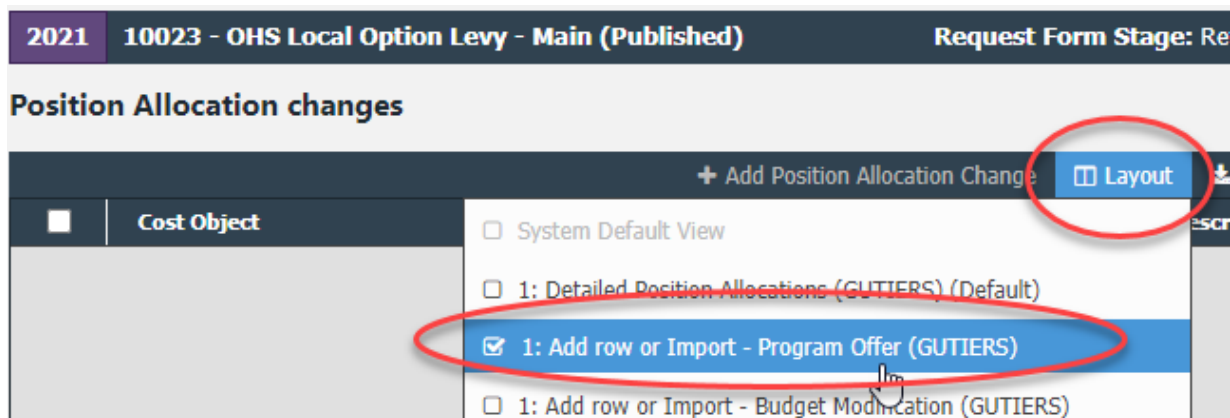 2021 10023 - OHS Local Option Levy - Main (Published) Request Form Stage: Re
Position Allocation changes
+ Add Position Allocation Change Layout
Cost Object escr
System Default View
1: Detailed Position Allocations (GUTIERS) (Default)
1: Add row or Import - Program Offer (GUTIERS)
1: Add row or Import - Budget Modification (GUTIERS)